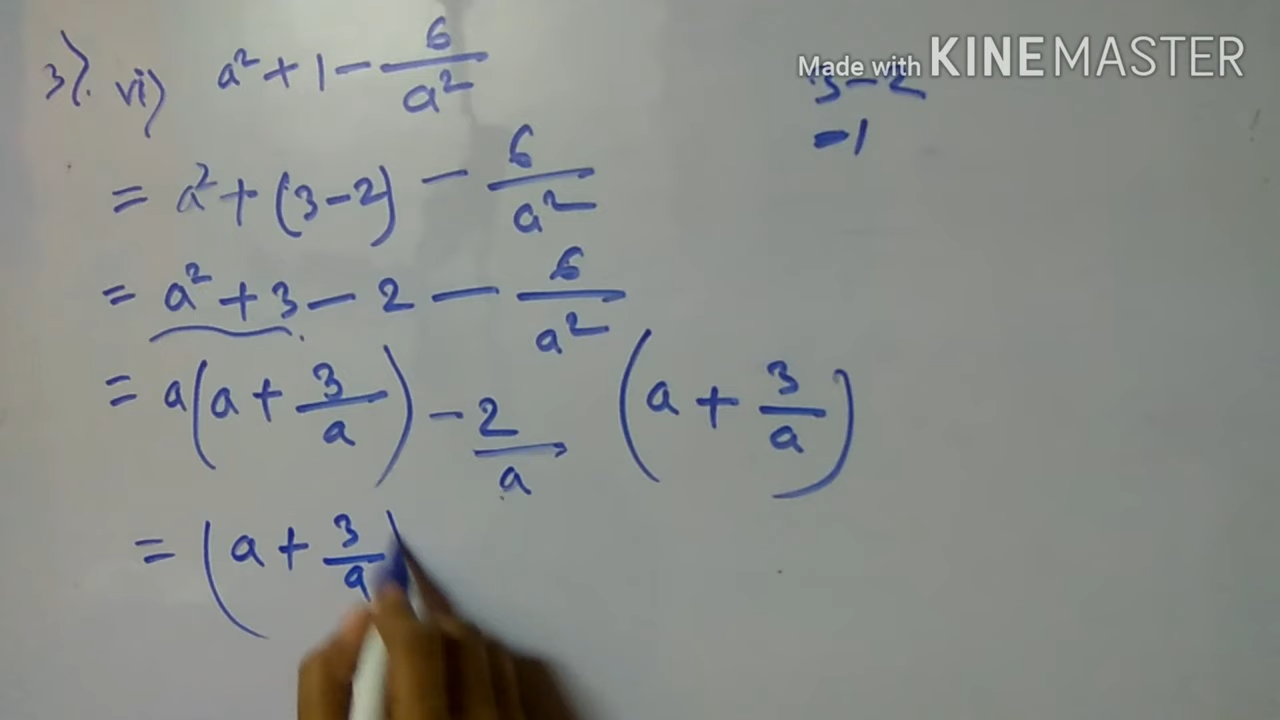 3). vi) a² + 1 - 6/a²
= a² + (3-2) - 6/a²
= a² + 3 - 2 - 6/a²
= a(a + 3/a) - 2/a (a + 3/a)
= (a + 3/a)
Made with KINEMASTER
3-2
-1